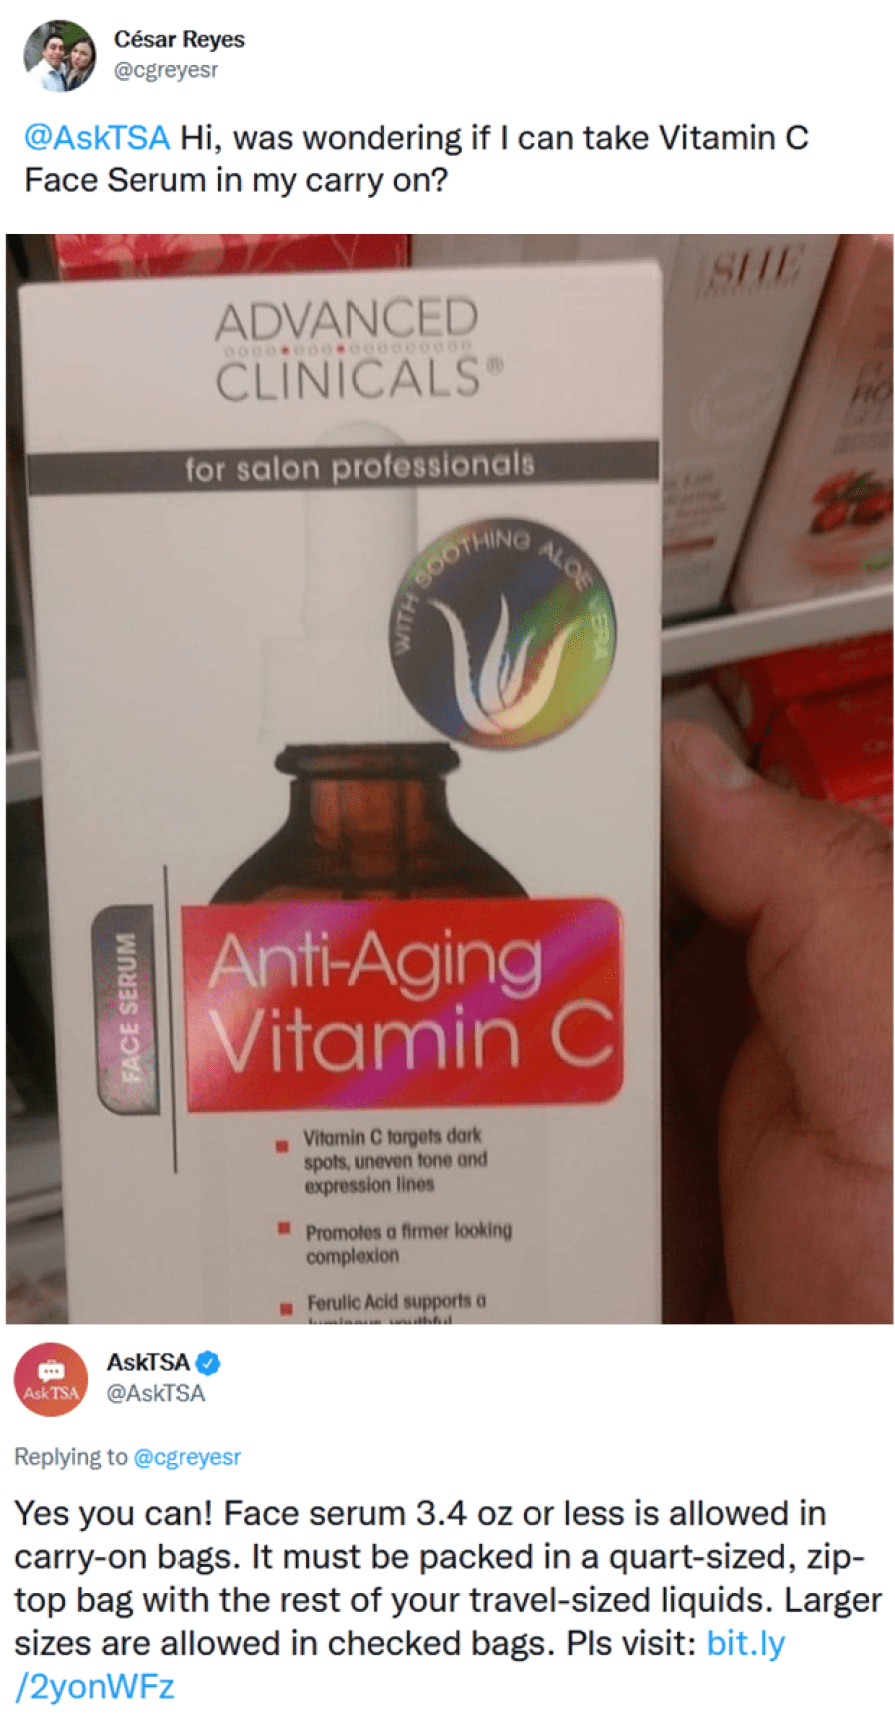 César Reyes
@cgreyesr
@AskTSA Hi, was wondering if I can take Vitamin C
Face Serum in my carry on?
SHE
ADVANCED
CLINICALS®
for salon professionals
WITH SOOTHING ALOE VERA
FACE SERUM
Anti-Aging
Vitamin C
Vitamin C targets dark
spots, uneven tone and
expression lines
Promotes a firmer looking
complexion
Ferulic Acid supports a
AskTSA
AskTSA
@AskTSA
Replying to @cgreyesr
Yes you can! Face serum 3.4 oz or less is allowed in
carry-on bags. It must be packed in a quart-sized, zip-
top bag with the rest of your travel-sized liquids. Larger
sizes are allowed in checked bags. Pls visit: bit.ly
/2yonWFz